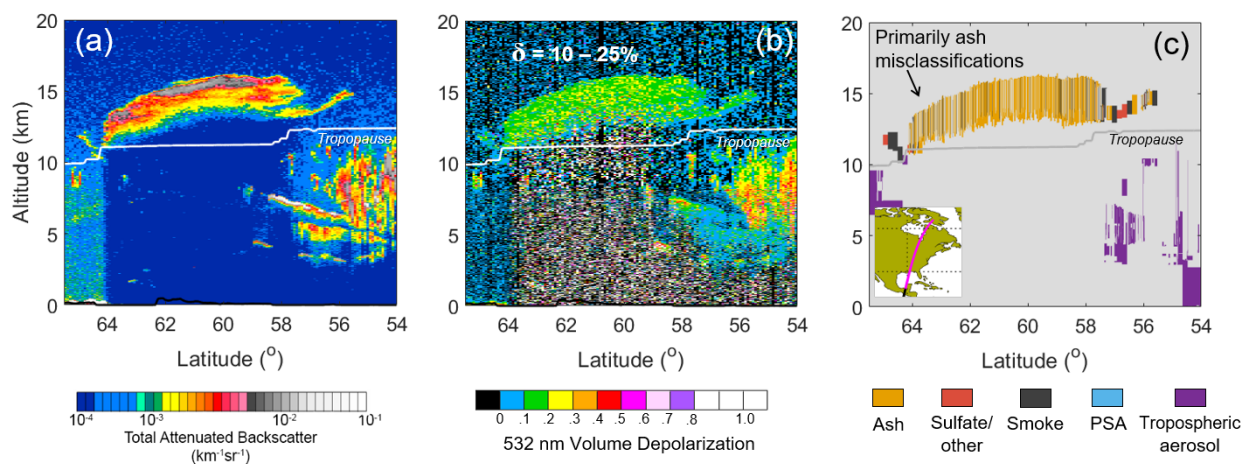 (a)
20
15
10
5
0
Altitude (km)
Tropopause
64 62 60 58 56 54
Latitude (°)
10⁻⁴ 10⁻³ 10⁻² 10⁻¹
Total Attenuated Backscatter
(km⁻¹sr⁻¹)
(b)
δ = 10 – 25%
20
15
10
5
0
Tropopause
64 62 60 58 56 54
Latitude (°)
0 .1 .2 .3 .4 .5 .6 .7 .8 1.0
532 nm Volume Depolarization
(c)
Primarily ash
misclassifications
20
15
10
5
0
Tropopause
64 62 60 58 56 54
Latitude (°)
Ash
Sulfate/
other
Smoke
PSA
Tropospheric
aerosol